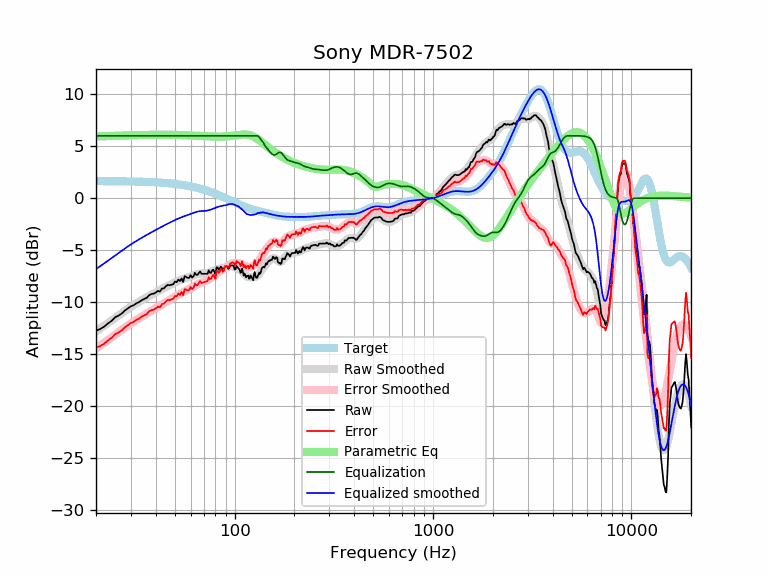 Sony MDR-7502
10
5
0
−5
−10
−15
−20
−25
−30
Amplitude (dBr)
Target
Raw Smoothed
Error Smoothed
Raw
Error
Parametric Eq
Equalization
Equalized smoothed
100 1000 10000
Frequency (Hz)